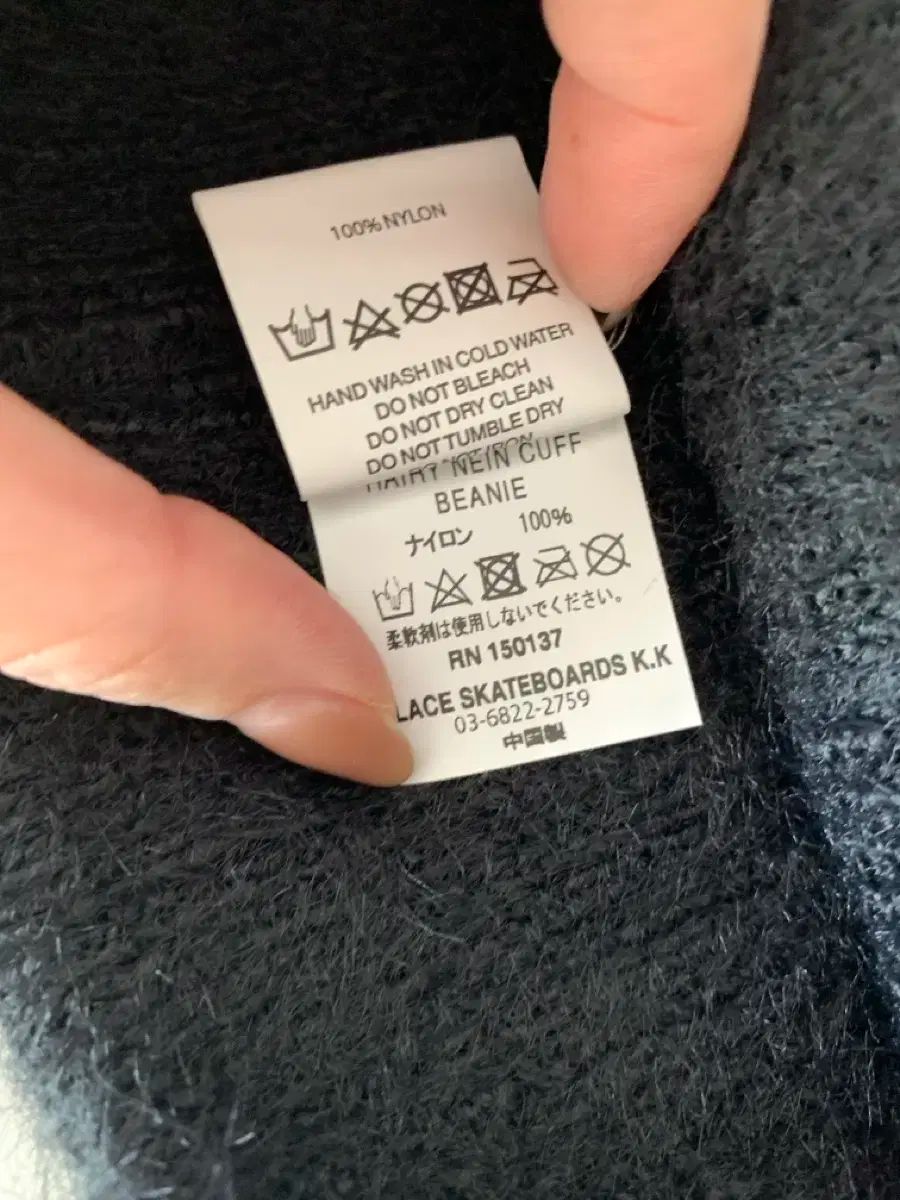 100% NYLON
HAND WASH IN COLD WATER
DO NOT BLEACH
DO NOT DRY CLEAN
DO NOT TUMBLE DRY
NEIN CUFF
BEANIE
ナイロン 100%
柔軟剤は使用しないでください。
RN 150137
LACE SKATEBOARDS K.K
03-6822-2759
中国製